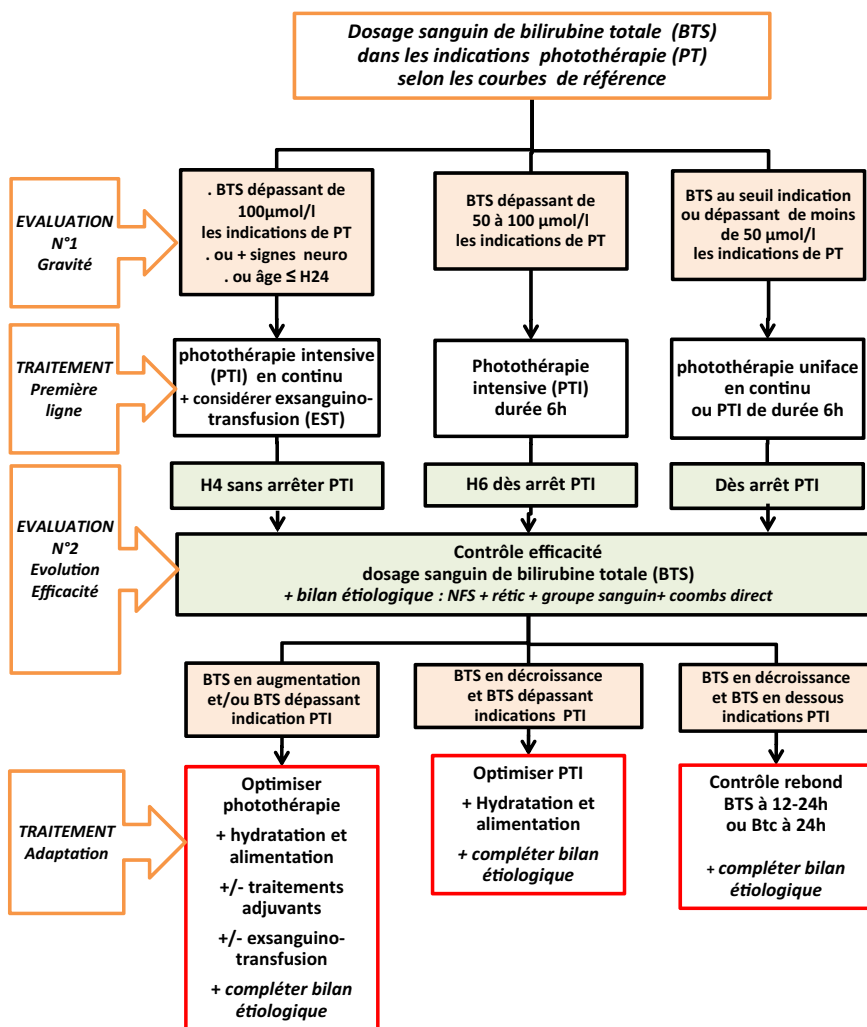 Dosage sanguin de bilirubine totale (BTS)
dans les indications photothérapie (PT)
selon les courbes de référence
EVALUATION
N°1
Gravité
. BTS dépassant de
100µmol/l
les indications de PT
. ou + signes neuro
. ou âge ≤ H24
BTS dépassant de
50 à 100 µmol/l
les indications de PT
BTS au seuil indication
ou dépassant de moins
de 50 µmol/l
les indications de PT
TRAITEMENT
Première
ligne
photothérapie intensive
(PTI) en continu
+ considérer exsanguino-
transfusion (EST)
Photothérapie
intensive (PTI)
durée 6h
photothérapie uniface
en continu
ou PTI de durée 6h
EVALUATION
N°2
Evolution
Efficacité
H4 sans arrêter PTI
H6 dès arrêt PTI
Dès arrêt PTI
Contrôle efficacité
dosage sanguin de bilirubine totale (BTS)
+ bilan étiologique : NFS + rétic + groupe sanguin+ coombs direct
BTS en augmentation
et/ou BTS dépassant
indication PTI
BTS en décroissance
et BTS dépassant
indications PTI
BTS en décroissance
et BTS en dessous
indications PTI
TRAITEMENT
Adaptation
Optimiser
photothérapie
+ hydratation et
alimentation
+/- traitements
adjuvants
+/- exsanguino-
transfusion
+ compléter bilan
étiologique
Optimiser PTI
+ Hydratation et
alimentation
+ compléter bilan
étiologique
Contrôle rebond
BTS à 12-24h
ou Btc à 24h
+ compléter bilan
étiologique